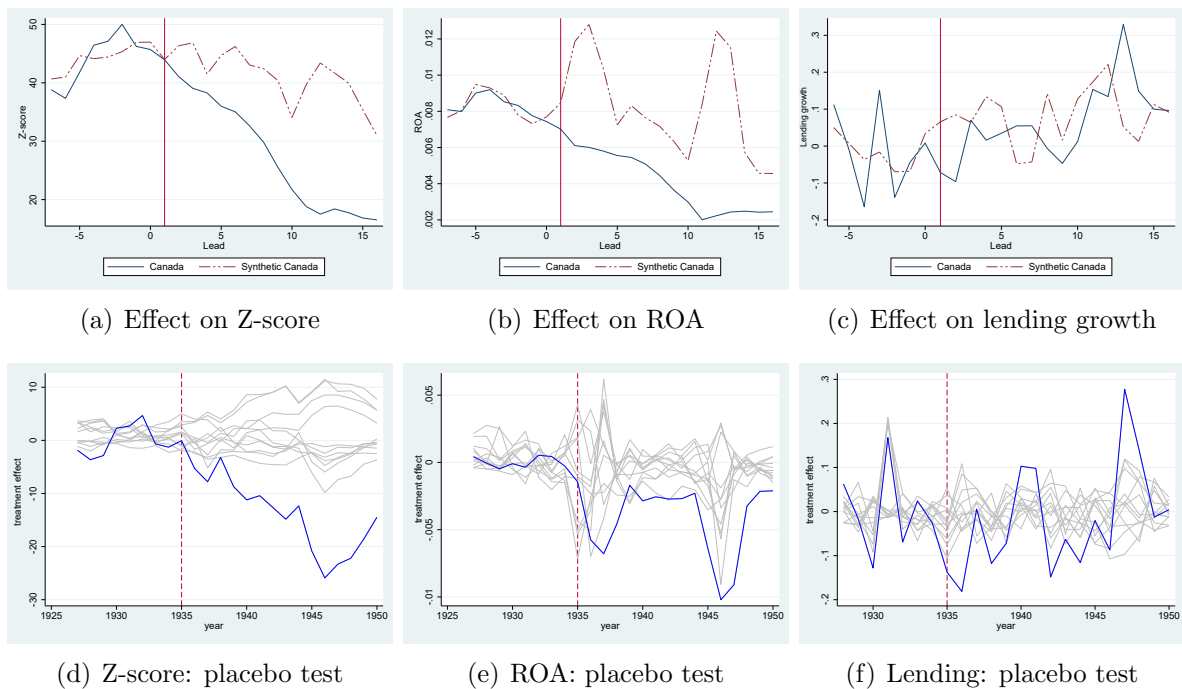 Z-score
50
40
30
20
-5 0 5 10 15
Lead
Canada Synthetic Canada
(a) Effect on Z-score
ROA
.012
.01
.008
.006
.004
.002
-5 0 5 10 15
Lead
Canada Synthetic Canada
(b) Effect on ROA
Lending growth
.3
.2
.1
0
-.1
-.2
-5 0 5 10 15
Lead
Canada Synthetic Canada
(c) Effect on lending growth
treatment effect
10
0
-10
-20
-30
1925 1930 1935 1940 1945 1950
year
(d) Z-score: placebo test
treatment effect
.005
0
-.005
-.01
1925 1930 1935 1940 1945 1950
year
(e) ROA: placebo test
treatment effect
.3
.2
.1
0
-.1
-.2
1930 1935 1940 1945 1950
year
(f) Lending: placebo test